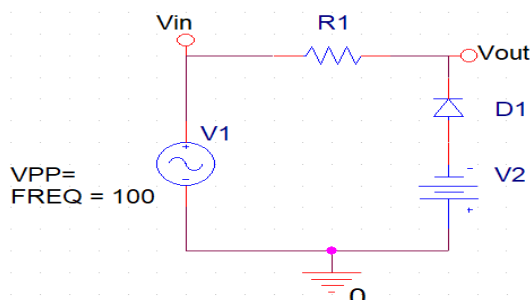 Vin
R1
Vout
D1
V1
+
-
VPP=
FREQ = 100
-
V2
+
0